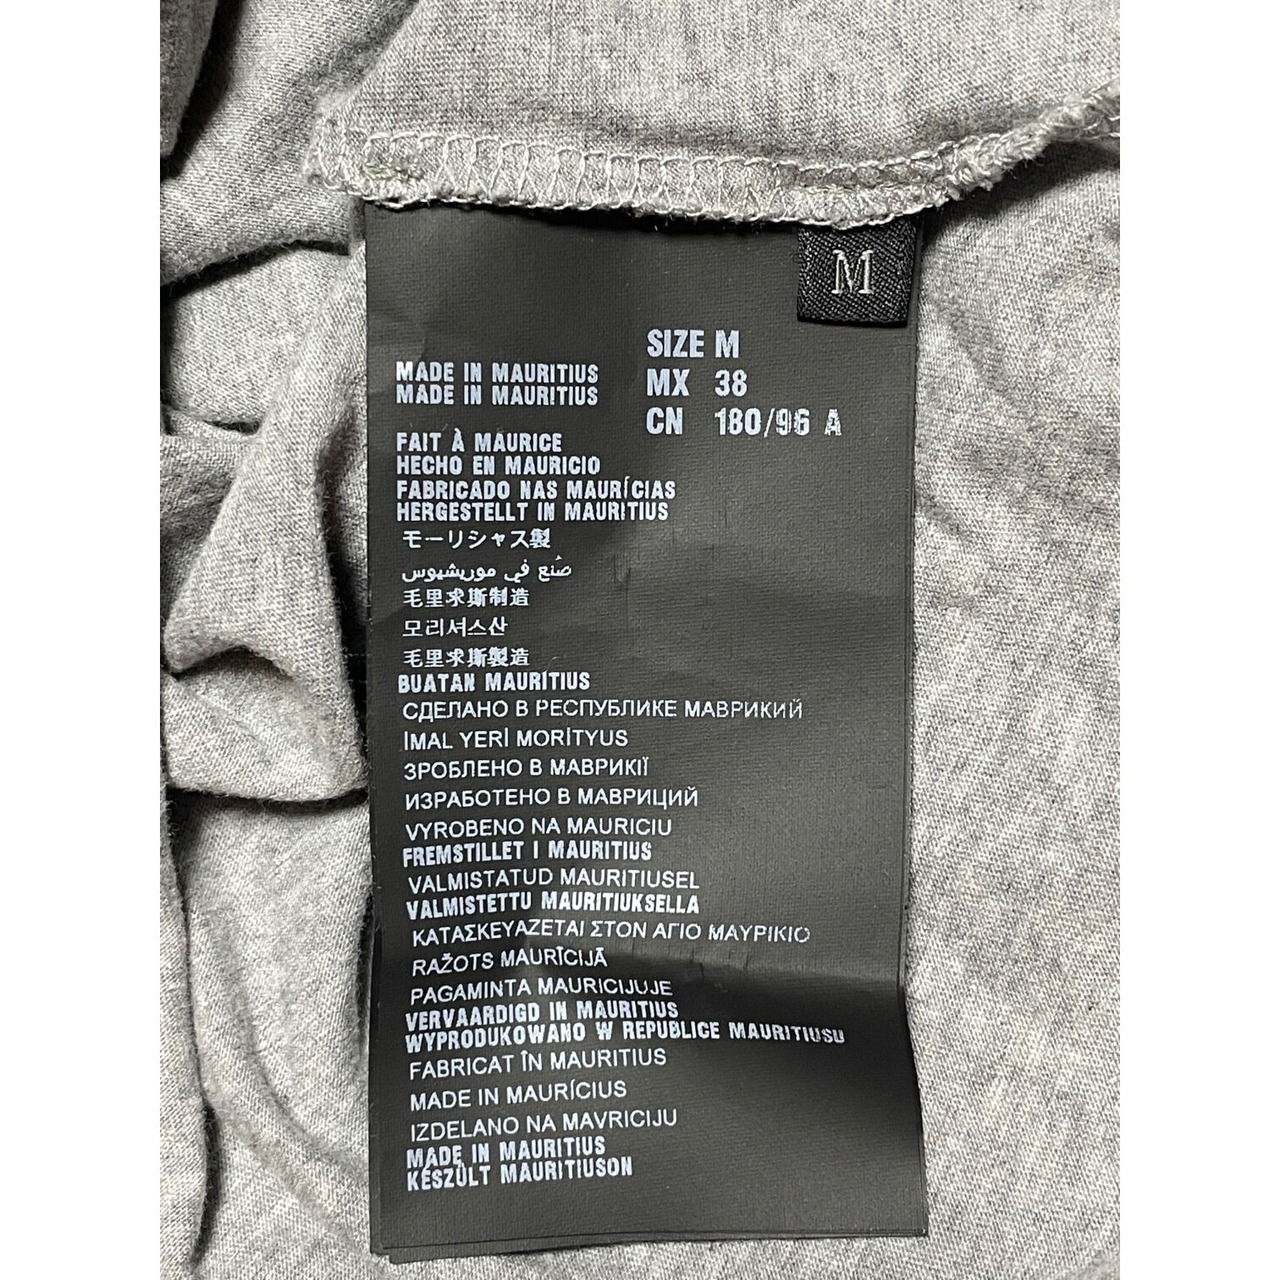 M
SIZE M
MX 38
CN 180/96 A
MADE IN MAURITIUS
MADE IN MAURITIUS
FAIT À MAURICE
HECHO EN MAURICIO
FABRICADO NAS MAURÍCIAS
HERGESTELLT IN MAURITIUS
モーリシャス製
صُنع في موريشيوس
毛里求斯制造
모리셔스산
毛里求斯製造
BUATAN MAURITIUS
СДЕЛАНО В РЕСПУБЛИКЕ МАВРИКИЙ
İMAL YERİ MORİTYUS
ЗРОБЛЕНО В МАВРИКІЇ
ИЗРАБОТЕНО В МАВРИЦИЙ
VYROBENO NA MAURICIU
FREMSTILLET I MAURITIUS
VALMISTATUD MAURITIUSEL
VALMISTETTU MAURITIUKSELLA
ΚΑΤΑΣΚΕΥΑΖΕΤΑΙ ΣΤΟΝ ΑΓΙΟ ΜΑΥΡΙΚΙΟ
RAŽOTS MAURĪCIJĀ
PAGAMINTA MAURICIJUJE
VERVAARDIGD IN MAURITIUS
WYPRODUKOWANO W REPUBLICE MAURITIUSU
FABRICAT ÎN MAURITIUS
MADE IN MAURÍCIUS
IZDELANO NA MAVRICIJU
MADE IN MAURITIUS
KÉSZÜLT MAURITIUSON